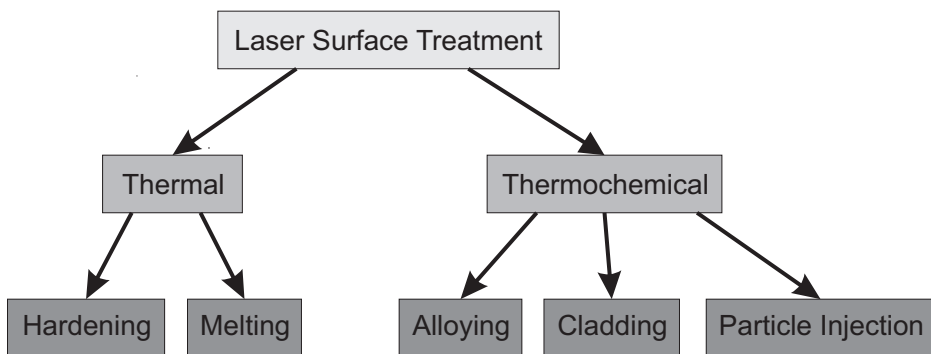 Laser Surface Treatment
Thermal
Thermochemical
Hardening
Melting
Alloying
Cladding
Particle Injection